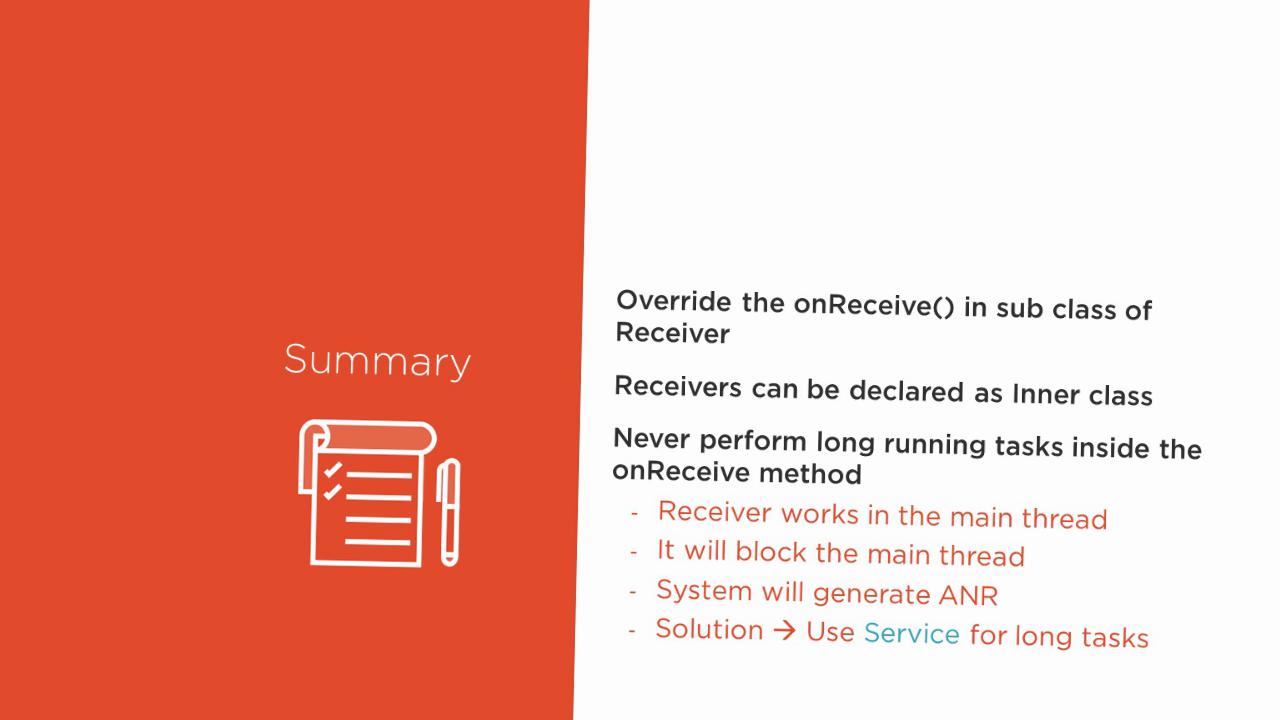 Summary
Override the onReceive() in sub class of
Receiver
Receivers can be declared as Inner class
Never perform long running tasks inside the
onReceive method
- Receiver works in the main thread
- It will block the main thread
- System will generate ANR
- Solution → Use Service for long tasks